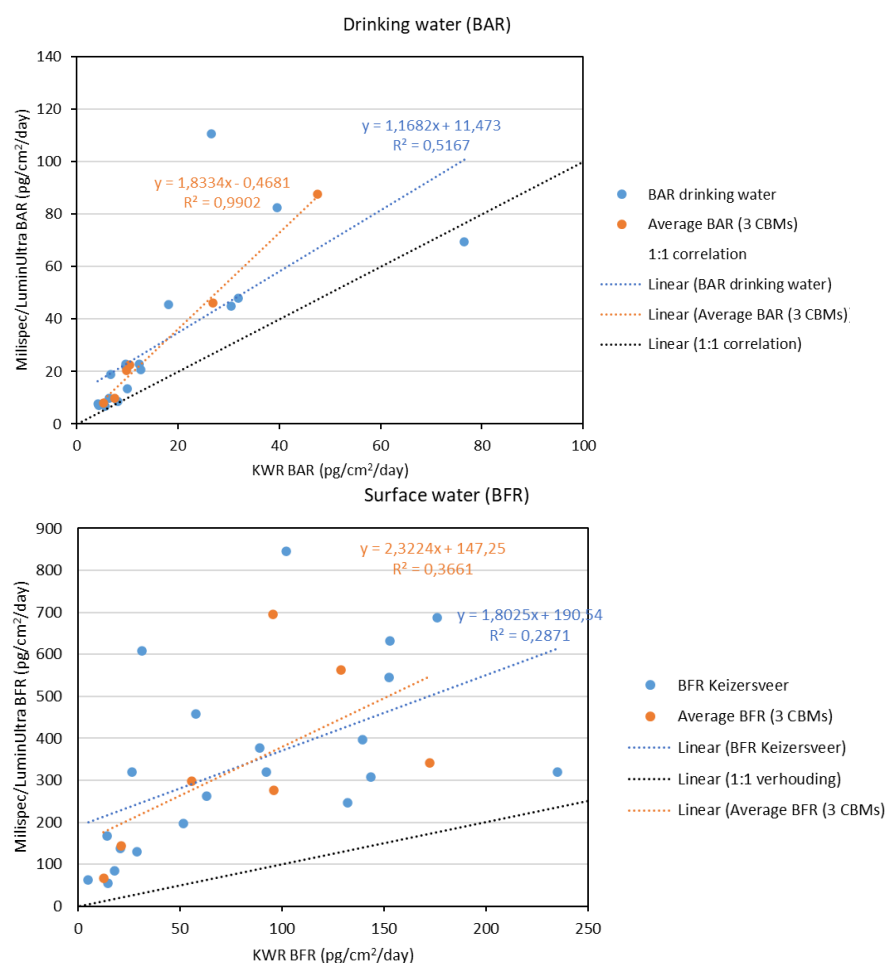 Drinking water (BAR)
140
120
100
80
60
40
20
0
Milispec/LuminUltra BAR (pg/cm²/day)
y = 1,1682x + 11,473
R² = 0,5167
y = 1,8334x - 0,4681
R² = 0,9902
0 20 40 60 80 100
KWR BAR (pg/cm²/day)
BAR drinking water
Average BAR (3 CBMs)
1:1 correlation
Linear (BAR drinking water)
Linear (Average BAR (3 CBMs)
Linear (1:1 correlation)
Surface water (BFR)
900
800
700
600
500
400
300
200
100
0
Milispec/LuminUltra BFR (pg/cm²/day)
y = 2,3224x + 147,25
R² = 0,3661
y = 1,8025x + 190,54
R² = 0,2871
0 50 100 150 200 250
KWR BFR (pg/cm²/day)
BFR Keizersveer
Average BFR (3 CBMs)
Linear (BFR Keizersveer)
Linear (1:1 verhouding)
Linear (Average BFR (3 CBMs)